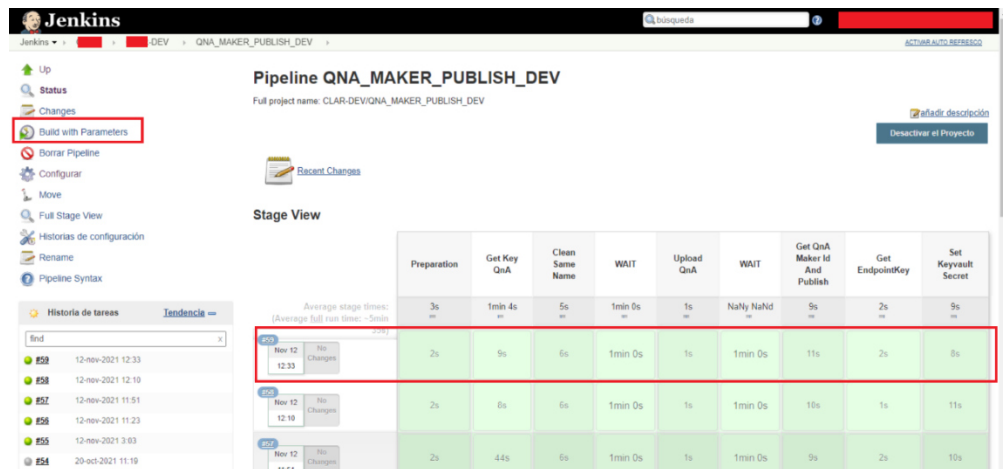 Jenkins
búsqueda
Jenkins
-DEV
QNA_MAKER_PUBLISH_DEV
ACTIVAR AUTO REFRESCO
Up
Status
Changes
Build with Parameters
Borrar Pipeline
Configurar
Move
Full Stage View
Historias de configuración
Rename
Pipeline Syntax
Historia de tareas
Tendencia
find
x
#59 12-nov-2021 12:33
#58 12-nov-2021 12:10
#57 12-nov-2021 11:51
#56 12-nov-2021 11:23
#55 12-nov-2021 3:03
#54 20-oct-2021 11:19
Pipeline QNA_MAKER_PUBLISH_DEV
Full project name: CLAR-DEV/QNA_MAKER_PUBLISH_DEV
añadir descripción
Desactivar el Proyecto
Recent Changes
Stage View
Preparation
Get Key
QnA
Clean
Same
Name
WAIT
Upload
QnA
WAIT
Get QnA
Maker Id
And
Publish
Get
EndpointKey
Set
Keyvault
Secret
Average stage times:
(Average full run time: ~5min
3s 1min 4s 5s 1min 0s 1s NaNy NaNd 9s 2s 9s
#59
Nov 12
12:33
No
Changes
2s 9s 6s 1min 0s 1s 1min 0s 11s 2s 8s
#58
Nov 12
12:10
No
Changes
2s 8s 6s 1min 0s 1s 1min 0s 10s 1s 11s
#57
Nov 12
11:51
No
Changes
2s 44s 6s 1min 0s 1s 1min 0s 9s 2s 10s